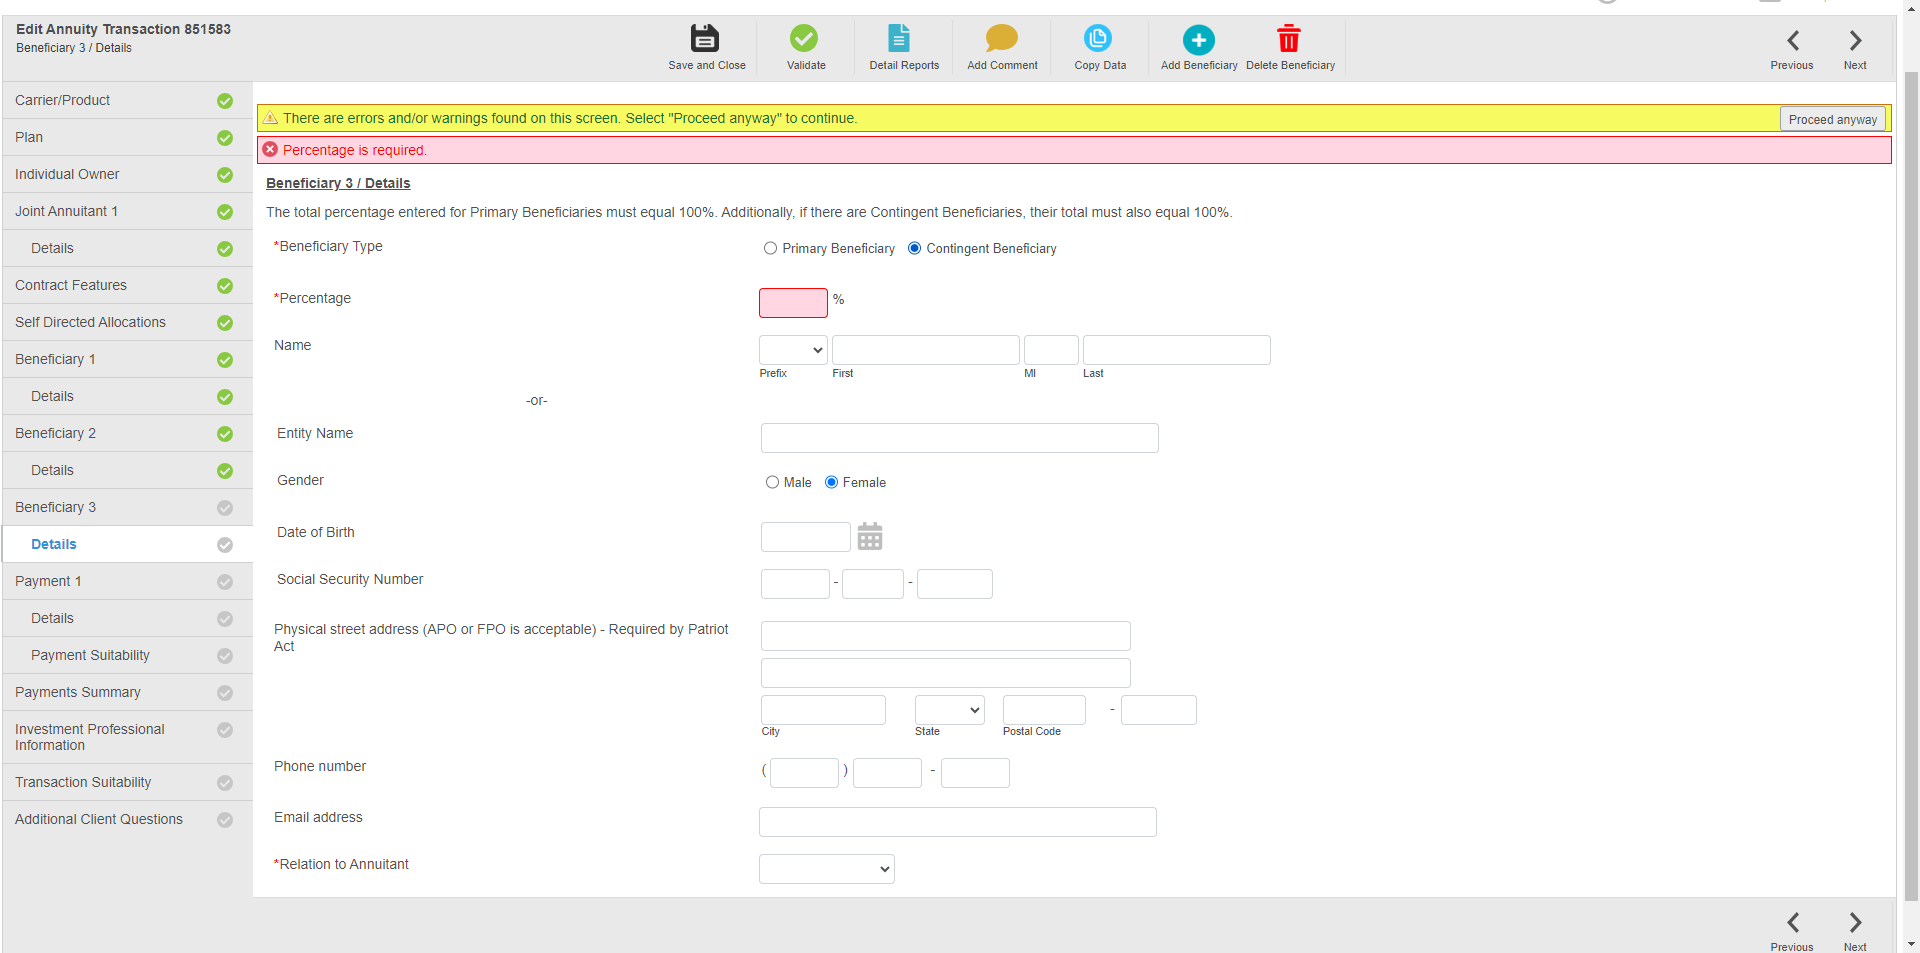 Edit Annuity Transaction 851583
Beneficiary 3 / Details
Save and Close
Validate
Detail Reports
Add Comment
Copy Data
Add Beneficiary
Delete Beneficiary
Previous
Next
Carrier/Product
Plan
Individual Owner
Joint Annuitant 1
Details
Contract Features
Self Directed Allocations
Beneficiary 1
Details
Beneficiary 2
Details
Beneficiary 3
Details
Payment 1
Details
Payment Suitability
Payments Summary
Investment Professional
Information
Transaction Suitability
Additional Client Questions
There are errors and/or warnings found on this screen. Select "Proceed anyway" to continue.
Proceed anyway
Percentage is required.
Beneficiary 3 / Details
The total percentage entered for Primary Beneficiaries must equal 100%. Additionally, if there are Contingent Beneficiaries, their total must also equal 100%.
*Beneficiary Type
Primary Beneficiary
Contingent Beneficiary
*Percentage
%
Name
Prefix
First
MI
Last
-or-
Entity Name
Gender
Male
Female
Date of Birth
Social Security Number
- -
Physical street address (APO or FPO is acceptable) - Required by Patriot
Act
-
City
State
Postal Code
Phone number
( ) -
Email address
*Relation to Annuitant
Previous
Next